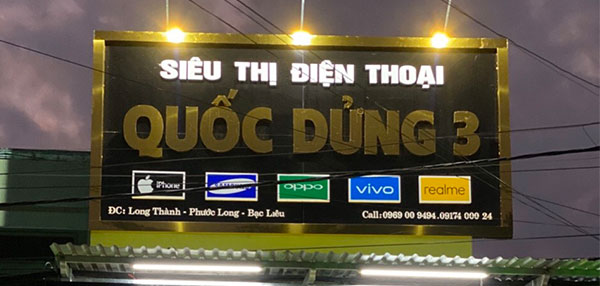 SIÊU THỊ ĐIỆN THOẠI
QUỐC DỦNG 3
iPhone SAMSUNG oppo vivo realme
ĐC: Long Thành - Phước Long - Bạc Liêu Call: 0969 00 9494 . 09174 000 24